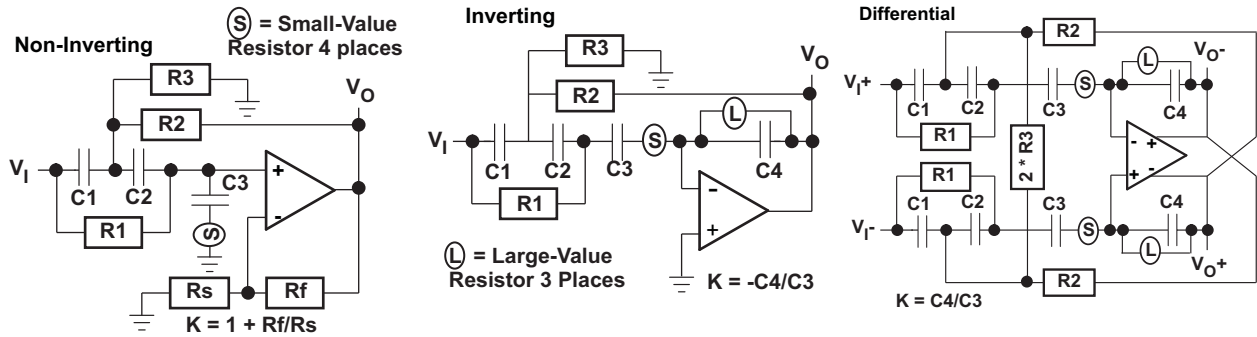 Non-Inverting
S = Small-Value
Resistor 4 places
R3
R2
VO
VI
C1
C2
C3
R1
+
-
S
Rs
Rf
K = 1 + Rf/Rs
Inverting
R3
VO
R2
L
VI
C1
C2
C3
S
C4
R1
-
+
L = Large-Value
Resistor 3 Places
K = -C4/C3
Differential
R2
VO-
L
VI+
C1
C2
C3
S
C4
R1
2 * R3
- +
+ -
R1
C1
C2
C3
C4
VI-
S
L
VO+
R2
K = C4/C3